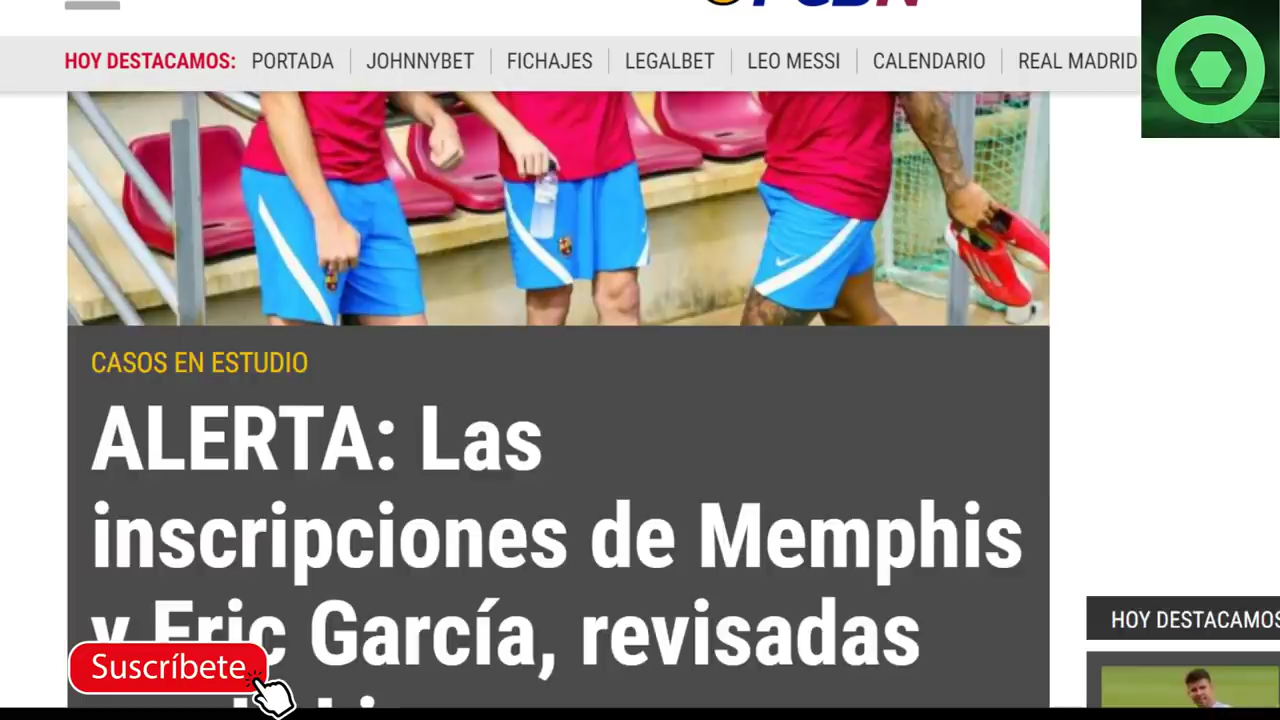 HOY DESTACAMOS: PORTADA JOHNNYBET FICHAJES LEGALBET LEO MESSI CALENDARIO REAL MADRID
CASOS EN ESTUDIO
ALERTA: Las
inscripciones de Memphis
y Eric García, revisadas
HOY DESTACAMOS
Suscríbete